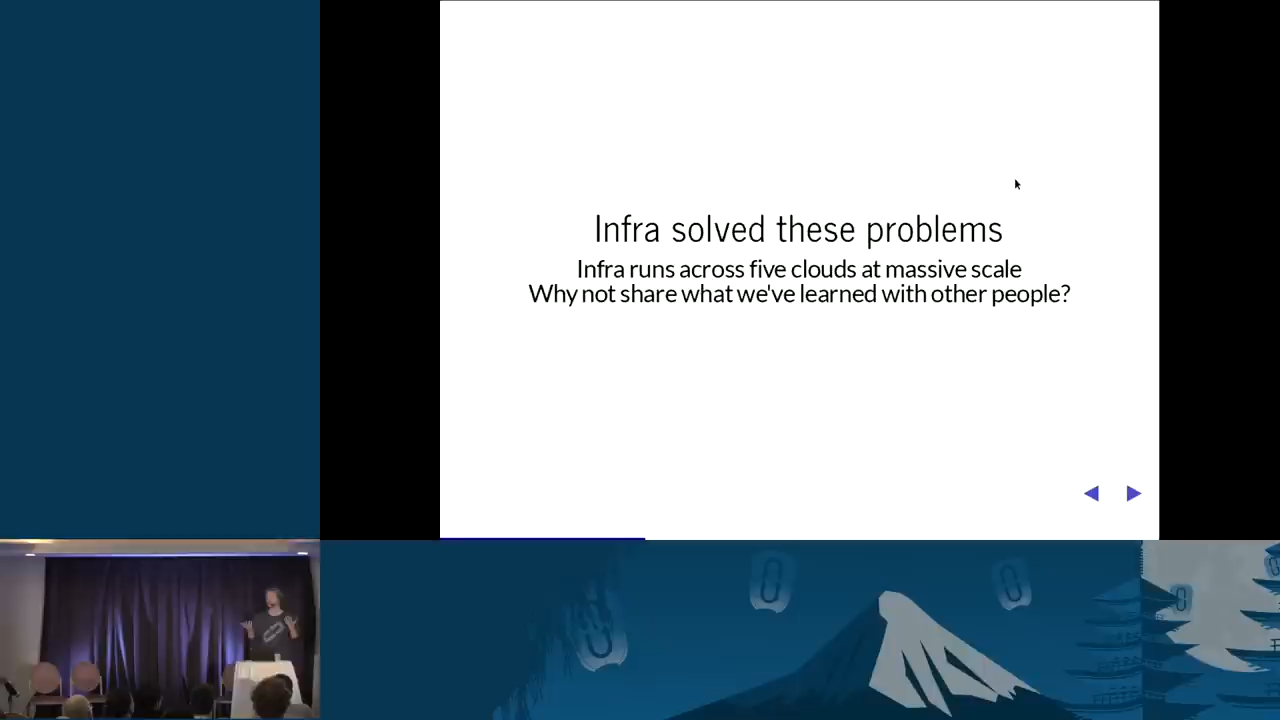 Infra solved these problems
Infra runs across five clouds at massive scale
Why not share what we've learned with other people?